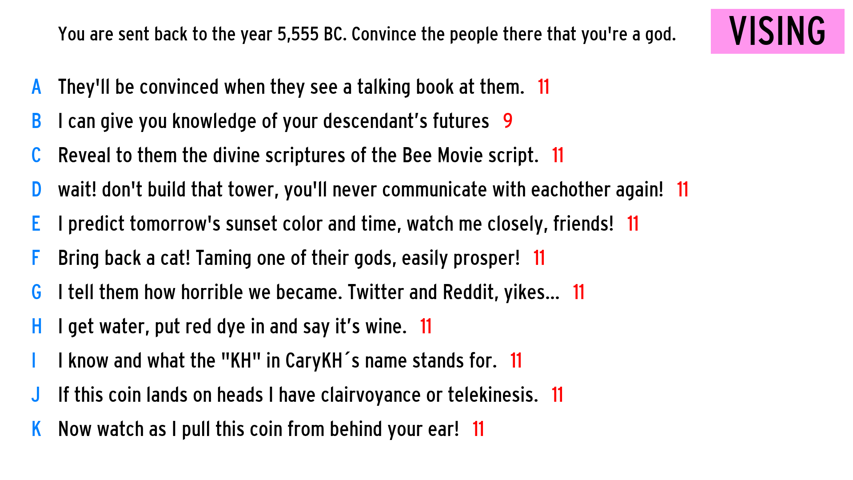 You are sent back to the year 5,555 BC. Convince the people there that you're a god.
VISING
A They'll be convinced when they see a talking book at them. 11
B I can give you knowledge of your descendant’s futures 9
C Reveal to them the divine scriptures of the Bee Movie script. 11
D wait! don't build that tower, you'll never communicate with eachother again! 11
E I predict tomorrow's sunset color and time, watch me closely, friends! 11
F Bring back a cat! Taming one of their gods, easily prosper! 11
G I tell them how horrible we became. Twitter and Reddit, yikes... 11
H I get water, put red dye in and say it’s wine. 11
I I know and what the "KH" in CaryKH´s name stands for. 11
J If this coin lands on heads I have clairvoyance or telekinesis. 11
K Now watch as I pull this coin from behind your ear! 11